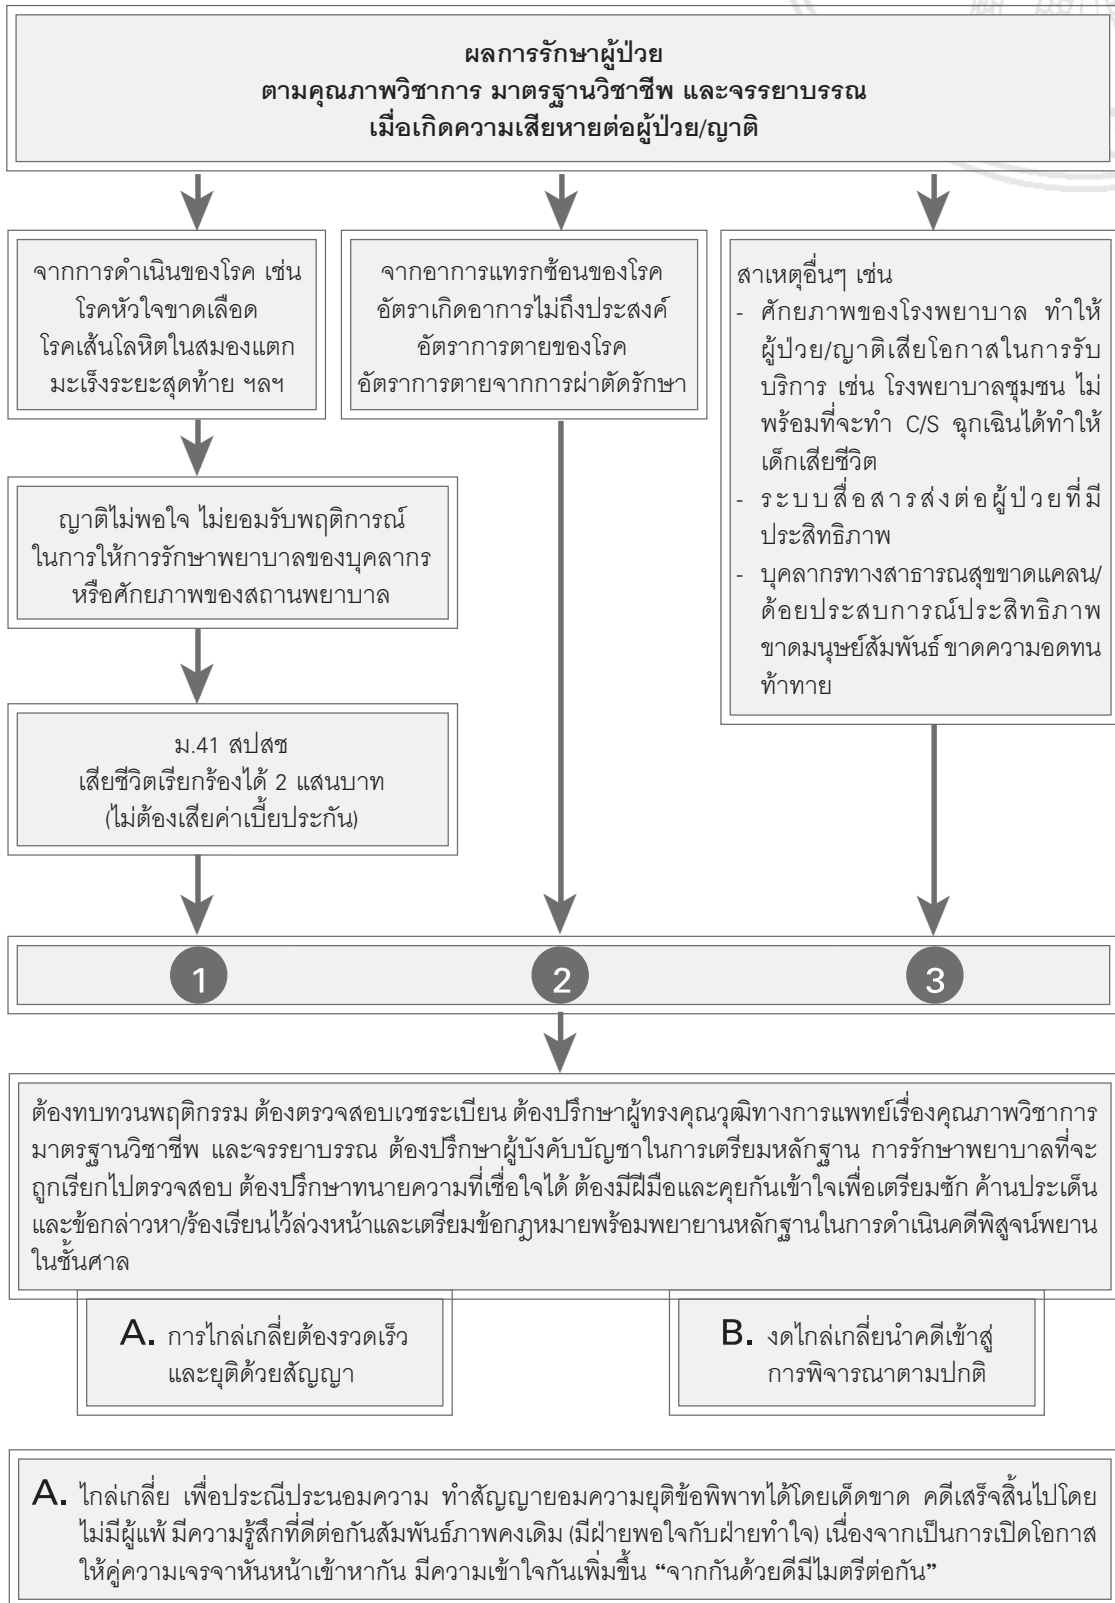 ผลการรักษาผู้ป่วย
ตามคุณภาพวิชาการ มาตรฐานวิชาชีพ และจรรยาบรรณ
เมื่อเกิดความเสียหายต่อผู้ป่วย/ญาติ
จากการดำเนินของโรค เช่น
โรคหัวใจขาดเลือด
โรคเส้นโลหิตในสมองแตก
มะเร็งระยะสุดท้าย ฯลฯ
ญาติไม่พอใจ ไม่ยอมรับพฤติการณ์
ในการให้การรักษาพยาบาลของบุคลากร
หรือศักยภาพของสถานพยาบาล
ม.41 สปสช
เสียชีวิตเรียกร้องได้ 2 แสนบาท
(ไม่ต้องเสียค่าเบี้ยประกัน)
จากอาการแทรกซ้อนของโรค
อัตราเกิดอาการไม่ถึงประสงค์
อัตราการตายของโรค
อัตราการตายจากการผ่าตัดรักษา
สาเหตุอื่นๆ เช่น
- ศักยภาพของโรงพยาบาล ทำให้
ผู้ป่วย/ญาติเสียโอกาสในการรับ
บริการ เช่น โรงพยาบาลชุมชน ไม่
พร้อมที่จะทำ C/S ฉุกเฉินได้ทำให้
เด็กเสียชีวิต
- ระบบสื่อสารส่งต่อผู้ป่วยที่มี
ประสิทธิภาพ
- บุคลากรทางสาธารณสุขขาดแคลน/
ด้อยประสบการณ์ประสิทธิภาพ
ขาดมนุษย์สัมพันธ์ ขาดความอดทน
ท้าทาย
1 2 3
ต้องทบทวนพฤติกรรม ต้องตรวจสอบเวชระเบียน ต้องปรึกษาผู้ทรงคุณวุฒิทางการแพทย์เรื่องคุณภาพวิชาการ
มาตรฐานวิชาชีพ และจรรยาบรรณ ต้องปรึกษาผู้บังคับบัญชาในการเตรียมหลักฐาน การรักษาพยาบาลที่จะ
ถูกเรียกไปตรวจสอบ ต้องปรึกษาทนายความที่เชื่อใจได้ ต้องมีฝีมือและคุยกันเข้าใจเพื่อเตรียมซัก ค้านประเด็น
และข้อกล่าวหา/ร้องเรียนไว้ล่วงหน้าและเตรียมข้อกฎหมายพร้อมพยายานหลักฐานในการดำเนินคดีพิสูจน์พยาน
ในชั้นศาล
A. การไกล่เกลี่ยต้องรวดเร็ว
และยุติด้วยสัญญา
B. งดไกล่เกลี่ยนำคดีเข้าสู่
การพิจารณาตามปกติ
A. ไกล่เกลี่ย เพื่อประณีประนอมความ ทำสัญญายอมความยุติข้อพิพาทได้โดยเด็ดขาด คดีเสร็จสิ้นไปโดย
ไม่มีผู้แพ้ มีความรู้สึกที่ดีต่อกันสัมพันธ์ภาพคงเดิม (มีฝ่ายพอใจกับฝ่ายทำใจ) เนื่องจากเป็นการเปิดโอกาส
ให้คู่ความเจรจาหันหน้าเข้าหากัน มีความเข้าใจกันเพิ่มขึ้น “จากกันด้วยดีมีไมตรีต่อกัน”